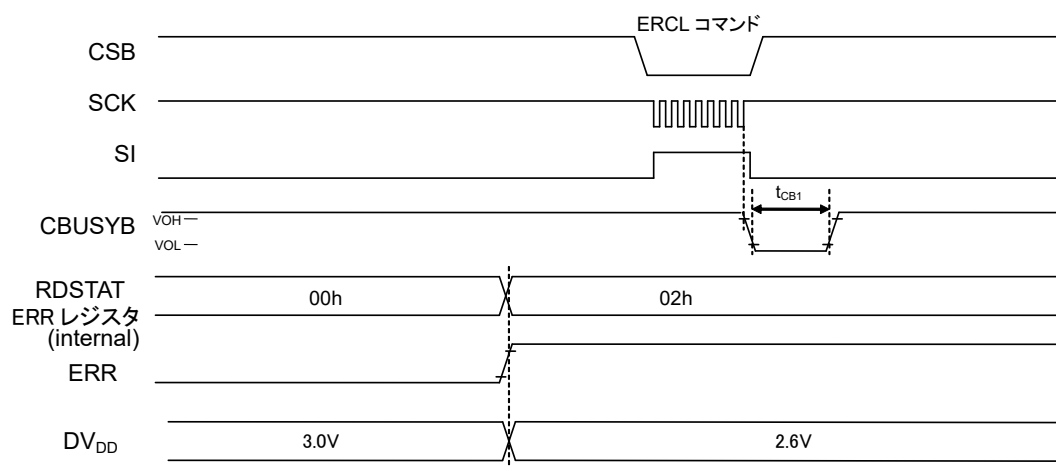 ERCL コマンド
CSB
SCK
SI
tCB1
CBUSYB
VOH
VOL
RDSTAT
ERR レジスタ
(internal)
00h
02h
ERR
DVDD
3.0V
2.6V